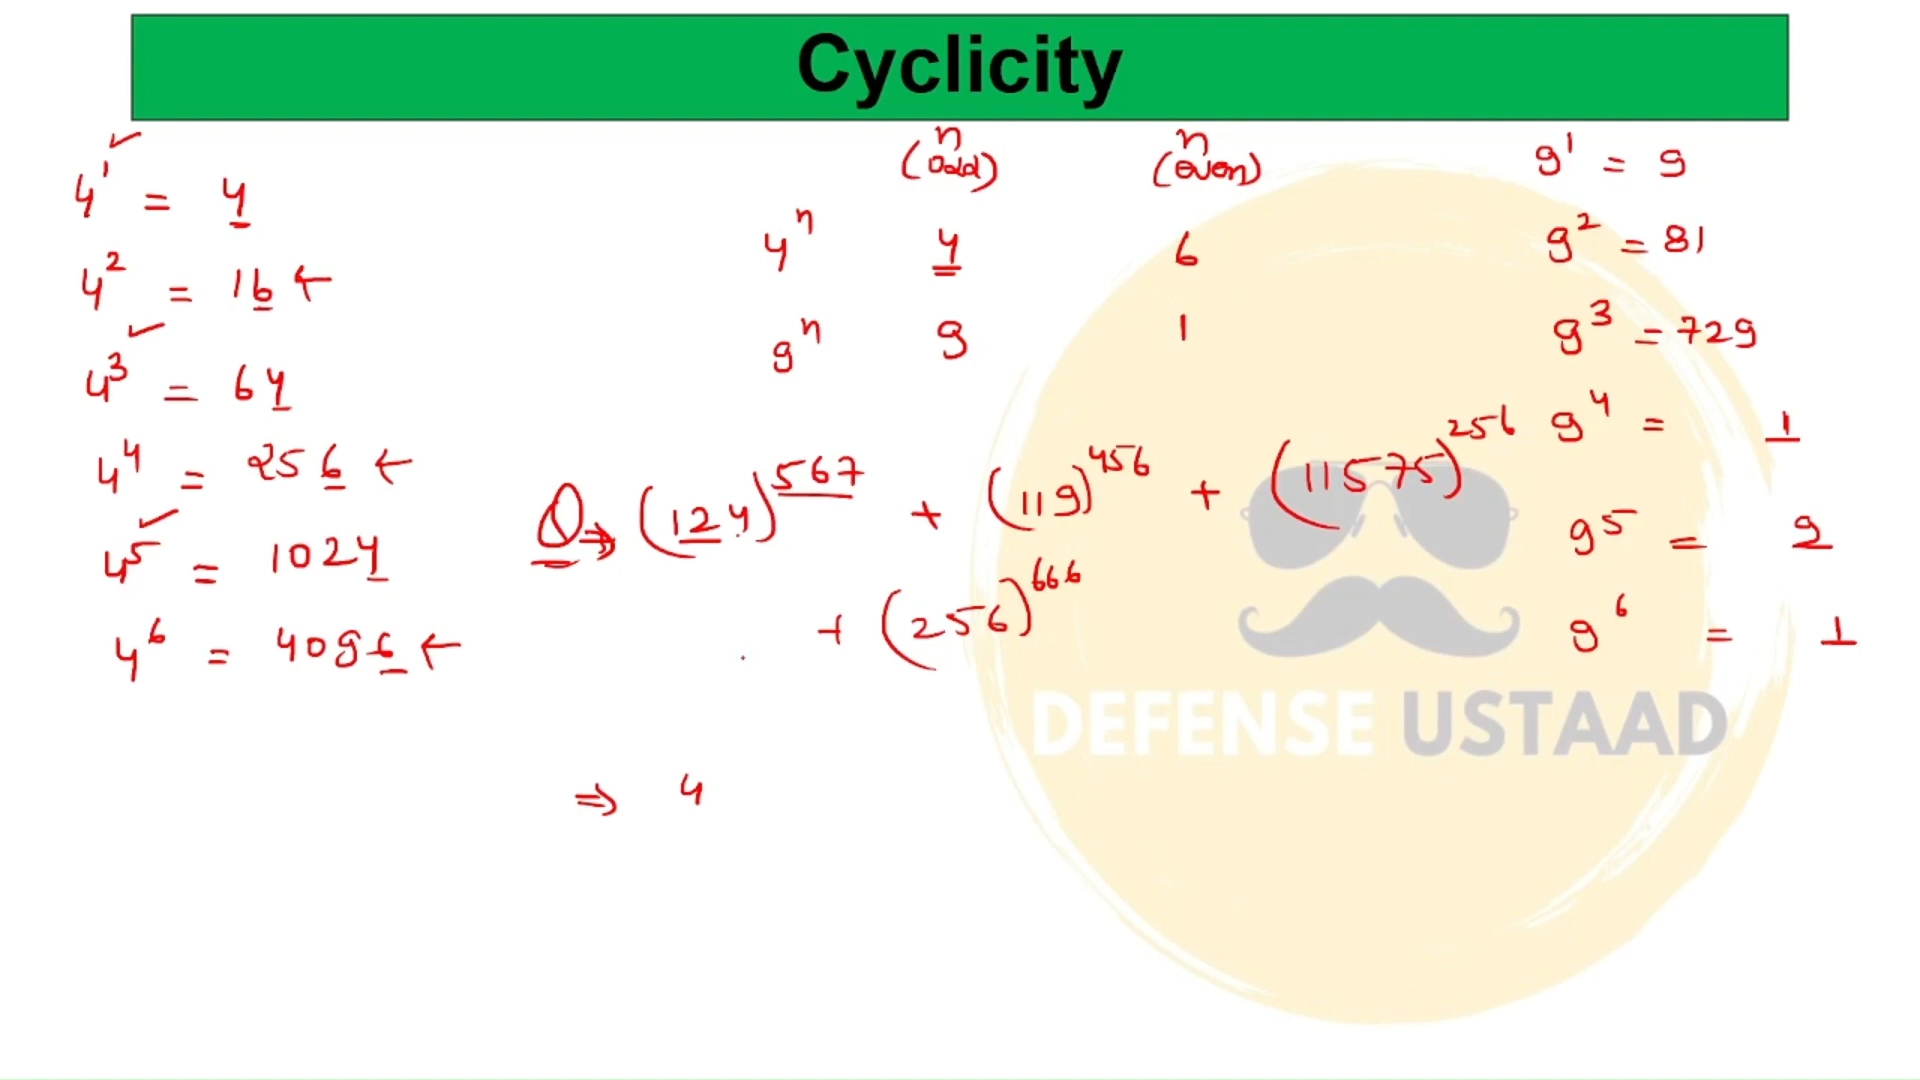 Cyclicity
4¹ = 4
4² = 16 ←
4³ = 64
4⁴ = 256 ←
4⁵ = 1024
4⁶ = 4096 ←
n (odd) n (even)
4ⁿ 4 6
9ⁿ 9 1
9¹ = 9
9² = 81
9³ = 729
9⁴ = 1
9⁵ = 9
9⁶ = 1
Q⇒ (124)⁵⁶⁷ + (119)⁴⁵⁶ + (11575)²⁵⁶
+ (256)⁶⁶⁶
⇒ 4
DEFENSE USTAAD